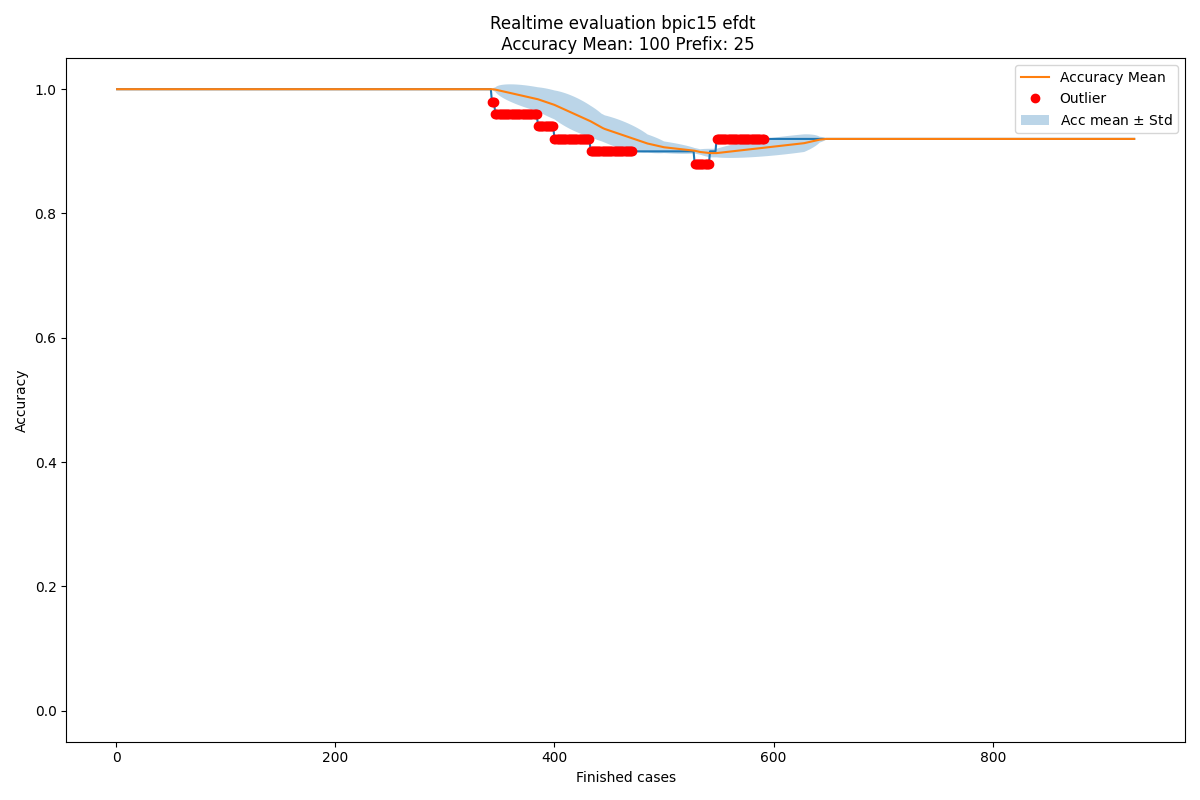 Realtime evaluation bpic15 efdt
Accuracy Mean: 100 Prefix: 25
Accuracy Mean
Outlier
Acc mean ± Std
Accuracy
1.0
0.8
0.6
0.4
0.2
0.0
0
200
400
600
800
Finished cases